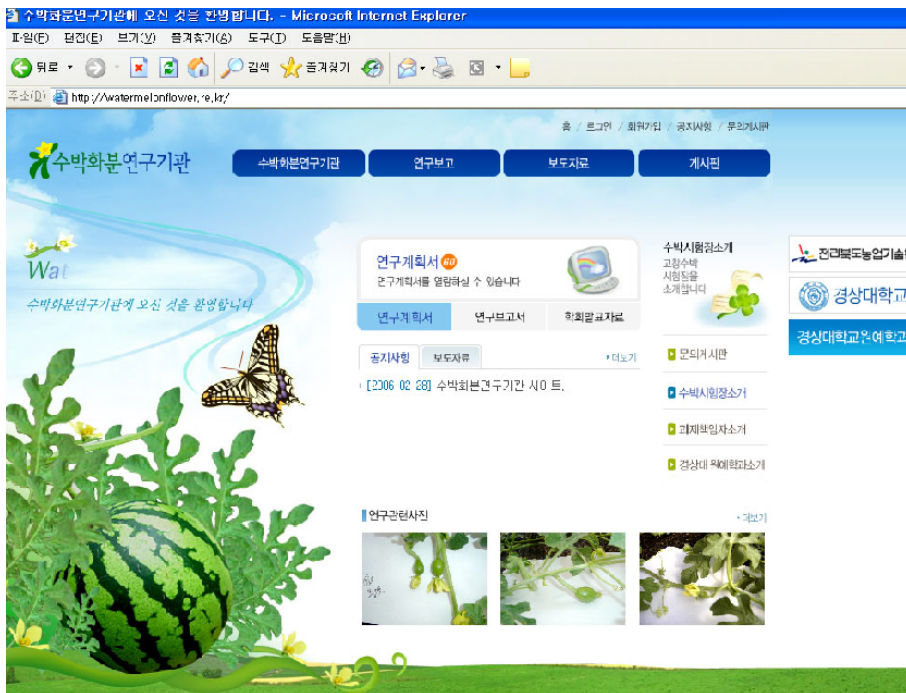 수박화분연구기관에 오신 것을 환영합니다. - Microsoft Internet Explorer
파일(F) 편집(E) 보기(V) 즐겨찾기(A) 도구(T) 도움말(H)
뒤로 검색 즐겨찾기
주소(D) http://watermelonflower.re.kr/
홈 / 로그인 / 회원가입 / 공지사항 / 문의게시판
수박화분연구기관
수박화분연구기관 연구보고 보도자료 게시판
Wat
수박화분연구기관에 오신 것을 환영합니다
연구계획서 GO
연구계획서를 열람하실 수 있습니다
연구계획서 연구보고서 학회발표자료
공지사항 보도자료 더보기
[2006-02-28] 수박화분연구기관 사이트.
수박시험장소개
고창수박
시험장을
소개합니다
문의게시판
수박시험장소개
과제책임자소개
경상대 원예학과소개
전라북도농업기술
경상대학교
경상대학교원예학과
연구관련사진 더보기